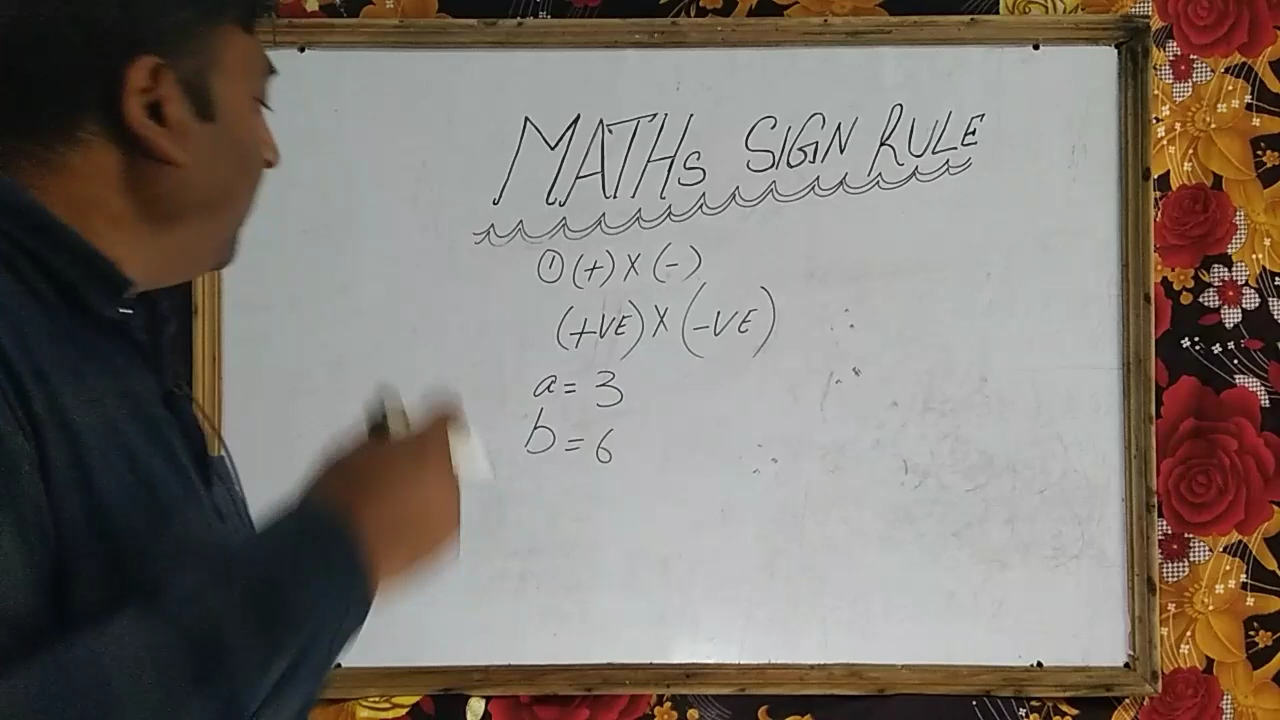 MATHs SIGN RULE
① (+) X (-)
(+VE) X (-VE)
a = 3
b = 6